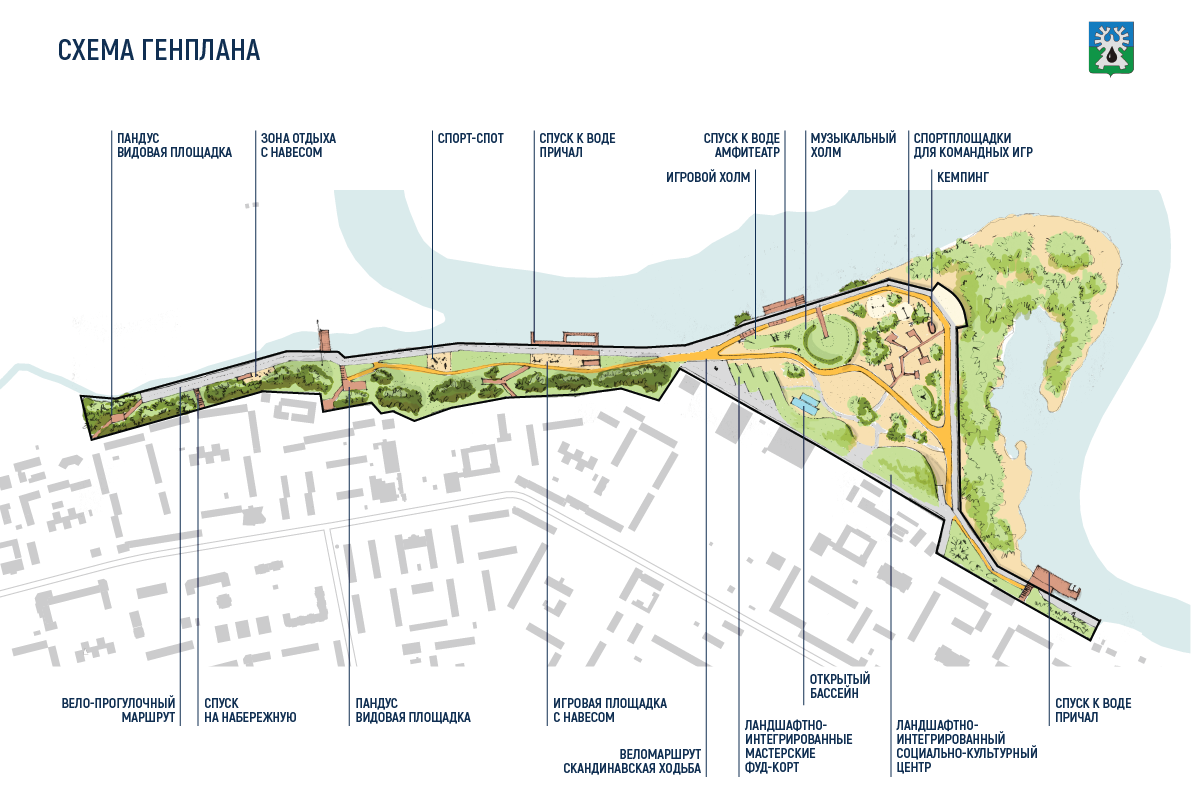 СХЕМА ГЕНПЛАНА
ПАНДУС
ВИДОВАЯ ПЛОЩАДКА
ЗОНА ОТДЫХА
С НАВЕСОМ
СПОРТ-СПОТ
СПУСК К ВОДЕ
ПРИЧАЛ
СПУСК К ВОДЕ
АМФИТЕАТР
МУЗЫКАЛЬНЫЙ
ХОЛМ
СПОРТПЛОЩАДКИ
ДЛЯ КОМАНДНЫХ ИГР
ИГРОВОЙ ХОЛМ
КЕМПИНГ
ВЕЛО-ПРОГУЛОЧНЫЙ
МАРШРУТ
СПУСК
НА НАБЕРЕЖНУЮ
ПАНДУС
ВИДОВАЯ ПЛОЩАДКА
ИГРОВАЯ ПЛОЩАДКА
С НАВЕСОМ
ВЕЛОМАРШРУТ
СКАНДИНАВСКАЯ ХОДЬБА
ЛАНДШАФТНО-
ИНТЕГРИРОВАННЫЕ
МАСТЕРСКИЕ
ФУД-КОРТ
ОТКРЫТЫЙ
БАССЕЙН
ЛАНДШАФТНО-
ИНТЕГРИРОВАННЫЙ
СОЦИАЛЬНО-КУЛЬТУРНЫЙ
ЦЕНТР
СПУСК К ВОДЕ
ПРИЧАЛ